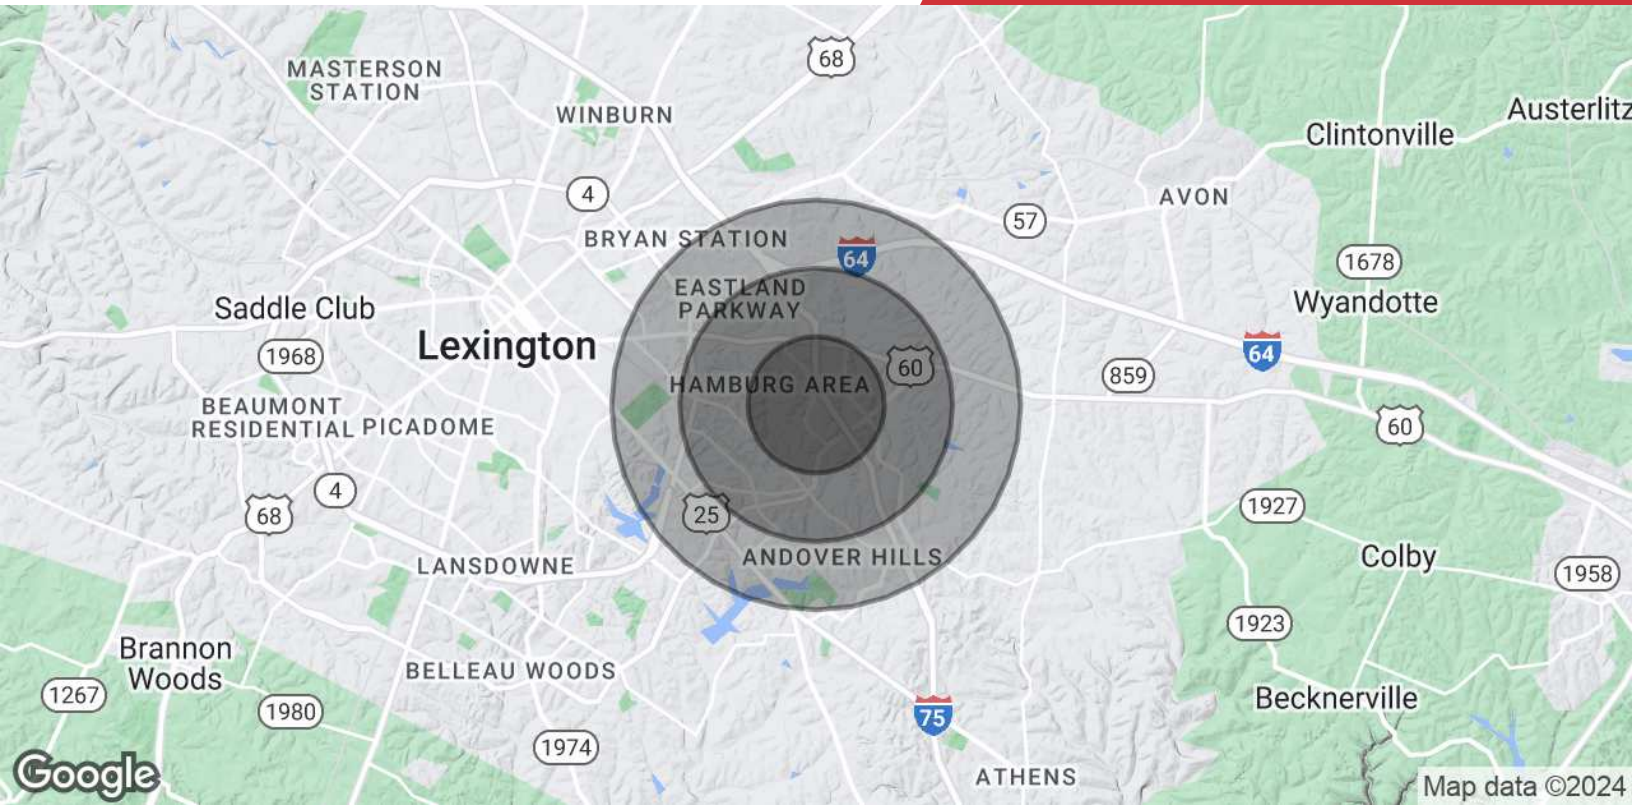 68
MASTERSON
STATION
Austerlitz
WINBURN
Clintonville
4
AVON
57
BRYAN STATION
64
1678
EASTLAND
PARKWAY
Wyandotte
Saddle Club
Lexington
1968
64
60
859
HAMBURG AREA
BEAUMONT
RESIDENTIAL
PICADOME
60
4
68
25
1927
ANDOVER HILLS
Colby
LANSDOWNE
1958
1923
Brannon
Woods
BELLEAU WOODS
1267
Becknerville
1980
75
1974
Google
ATHENS
Map data ©2024